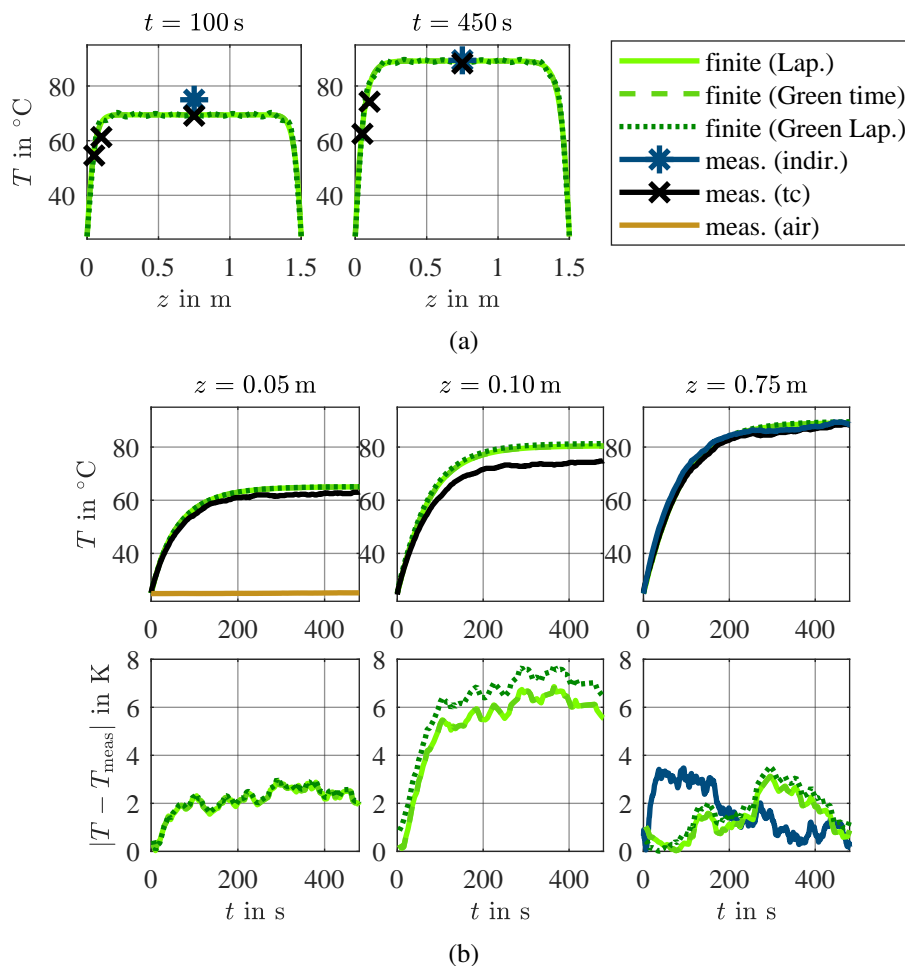 t = 100 s
t = 450 s
T in °C
80
60
40
0
0.5
1
1.5
z in m
80
60
40
0
0.5
1
1.5
z in m
finite (Lap.)
finite (Green time)
finite (Green Lap.)
meas. (indir.)
meas. (tc)
meas. (air)
(a)
z = 0.05 m
z = 0.10 m
z = 0.75 m
T in °C
80
60
40
0
200
400
80
60
40
0
200
400
80
60
40
0
200
400
|T − T_meas| in K
8
6
4
2
0
0
200
400
t in s
8
6
4
2
0
0
200
400
t in s
8
6
4
2
0
0
200
400
t in s
(b)